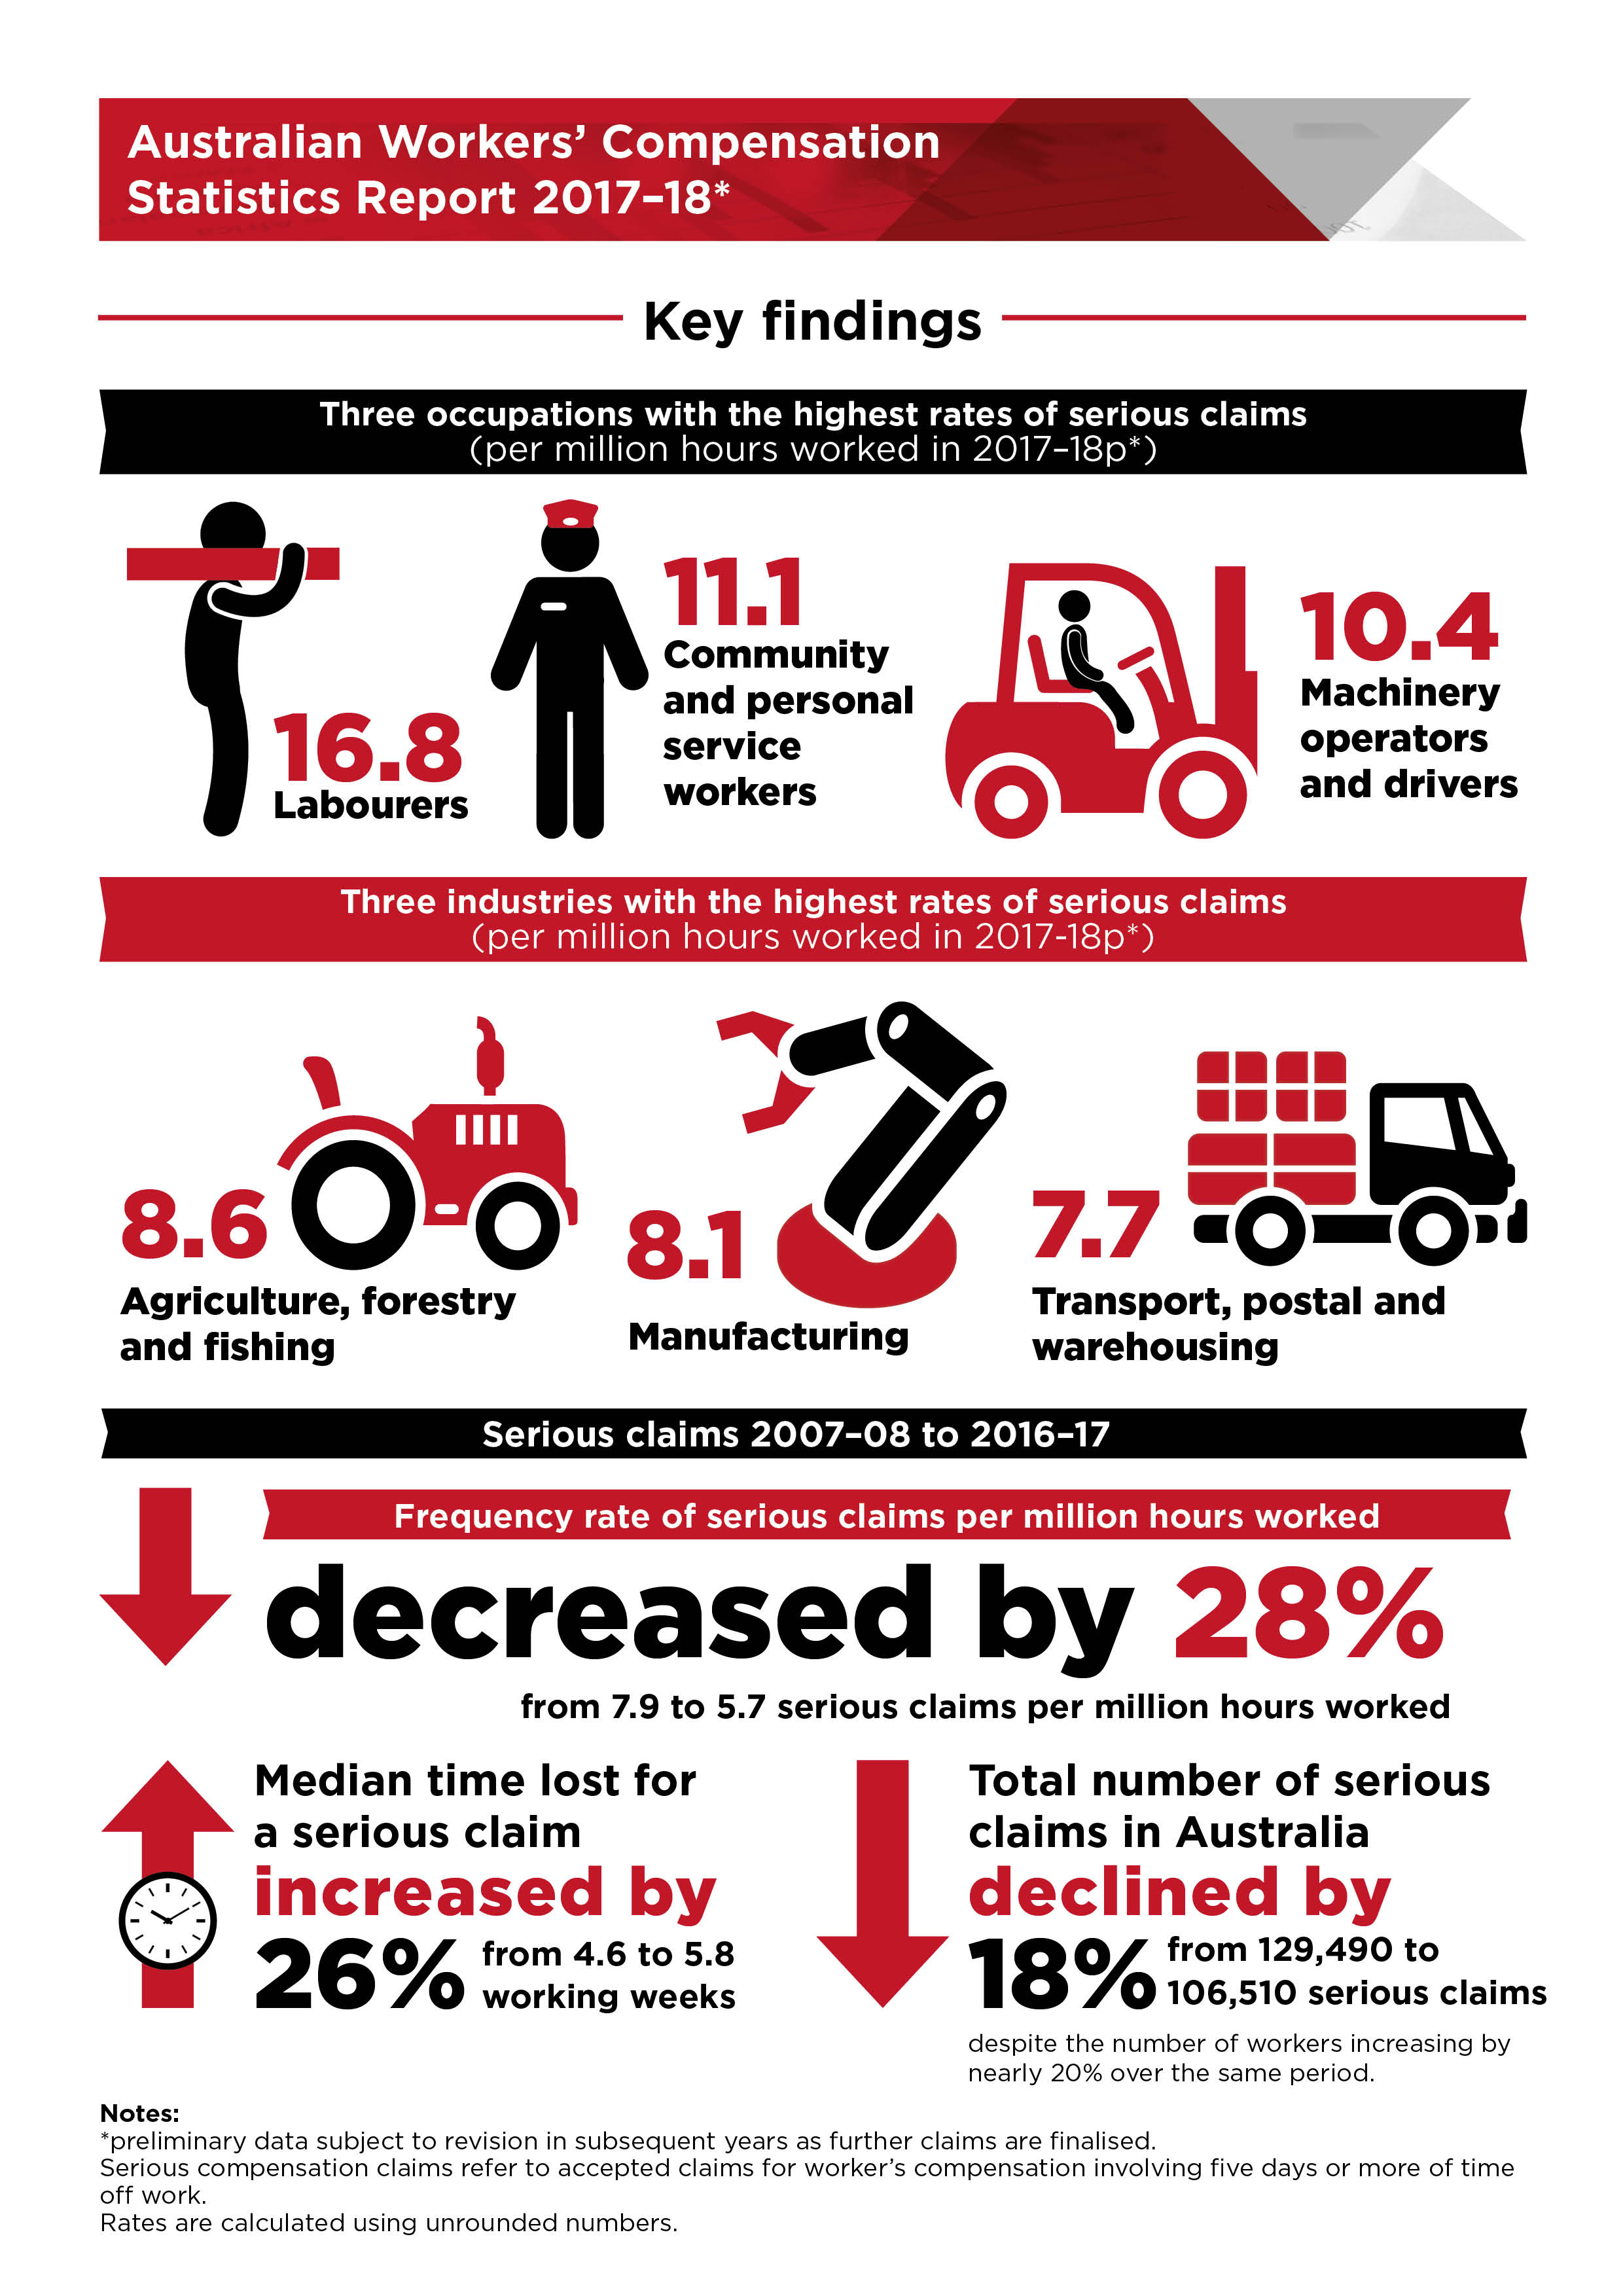 Australian Workers’ Compensation
Statistics Report 2017–18*
Key findings
Three occupations with the highest rates of serious claims
(per million hours worked in 2017–18p*)
16.8
Labourers
11.1
Community
and personal
service
workers
10.4
Machinery
operators
and drivers
Three industries with the highest rates of serious claims
(per million hours worked in 2017-18p*)
8.6
Agriculture, forestry
and fishing
8.1
Manufacturing
7.7
Transport, postal and
warehousing
Serious claims 2007–08 to 2016–17
Frequency rate of serious claims per million hours worked
decreased by 28%
from 7.9 to 5.7 serious claims per million hours worked
Median time lost for
a serious claim
increased by
26% from 4.6 to 5.8
working weeks
Total number of serious
claims in Australia
declined by
18% from 129,490 to
106,510 serious claims
despite the number of workers increasing by
nearly 20% over the same period.
Notes:
*preliminary data subject to revision in subsequent years as further claims are finalised.
Serious compensation claims refer to accepted claims for worker’s compensation involving five days or more of time
off work.
Rates are calculated using unrounded numbers.